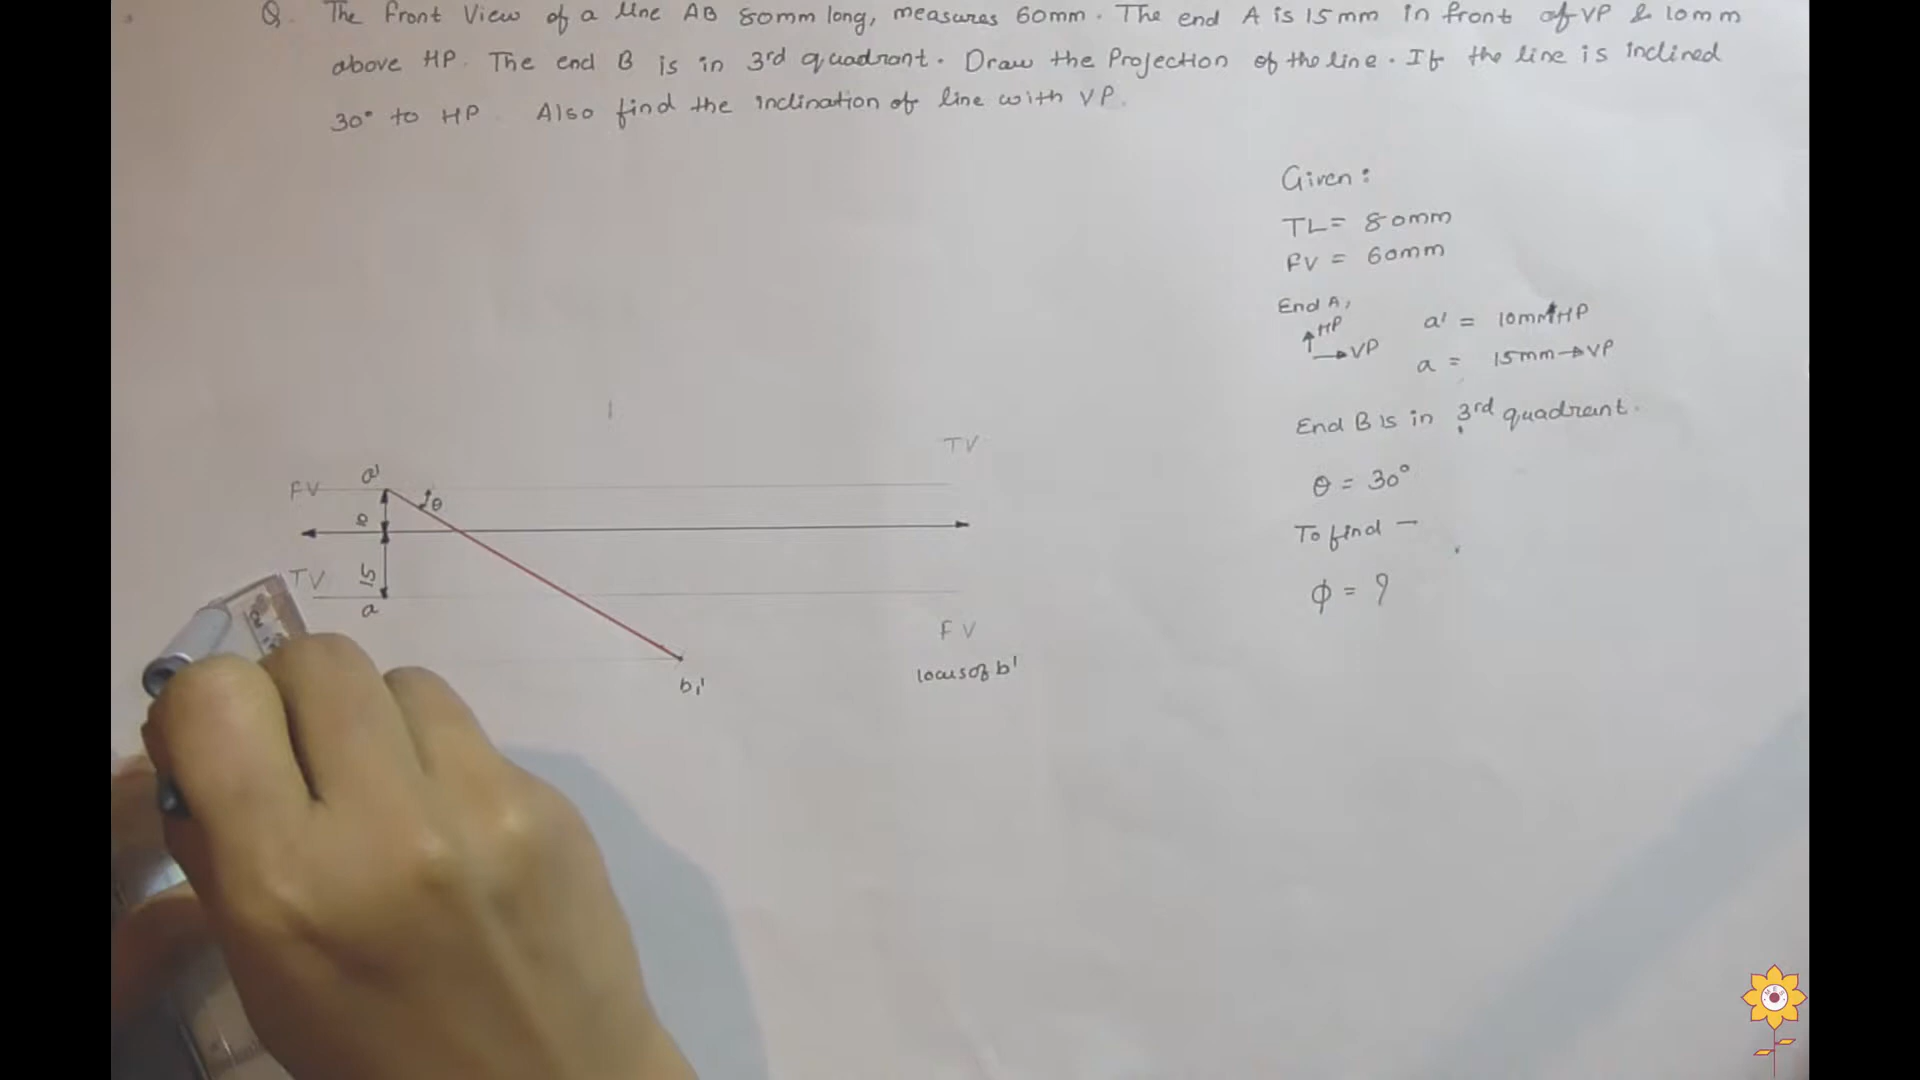 Q. The Front View of a line AB 80mm long, measures 60mm. The end A is 15mm in front of VP & 10mm
above HP. The end B is in 3rd quadrant. Draw the Projection of the line. If the line is inclined
30° to HP Also find the inclination of line with VP.
Given:
TL = 80mm
FV = 60mm
End A,
↑HP a' = 10mm↑HP
→VP a = 15mm→VP
End B is in 3rd quadrant.
θ = 30°
To find —
ϕ = ?
TV
FV a'
θ
TV 15
a
FV
locus of b'
b₁'